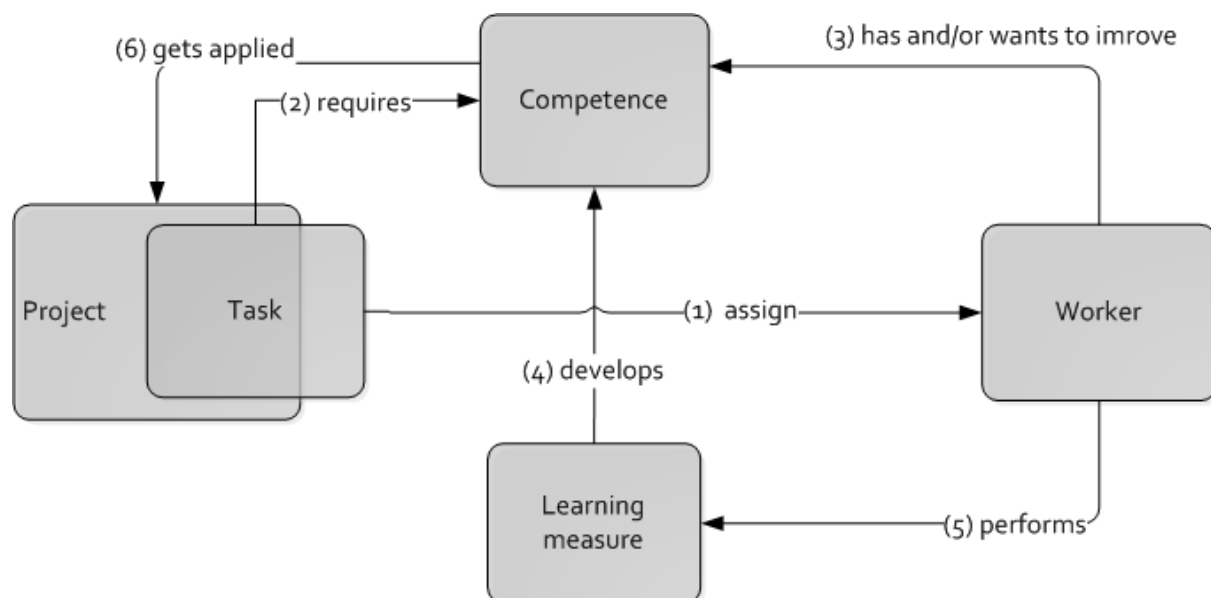 (3) has and/or wants to imrove
(6) gets applied
(2) requires
Competence
Project
Task
(1) assign
Worker
(4) develops
Learning
measure
(5) performs